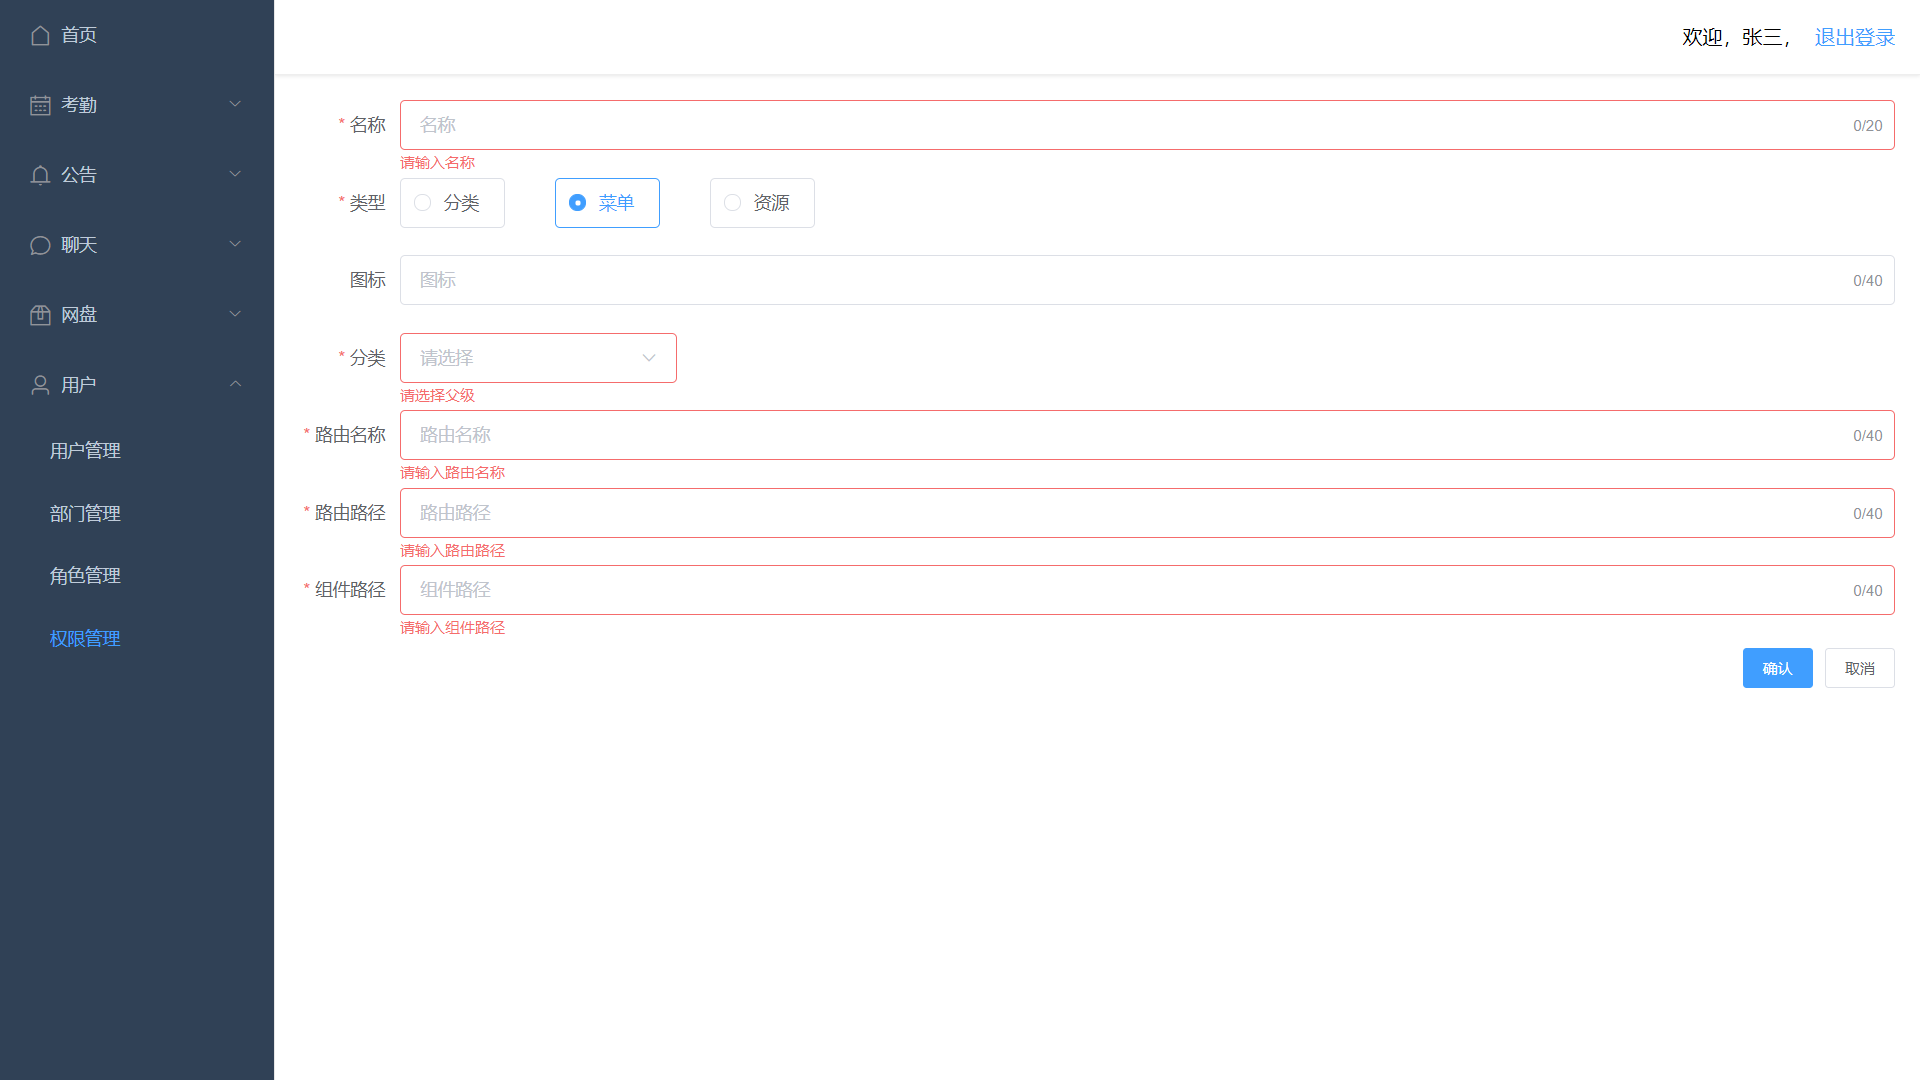 首页
考勤
公告
聊天
网盘
用户
用户管理
部门管理
角色管理
权限管理
欢迎，张三， 退出登录
* 名称 名称 0/20
请输入名称
* 类型 分类 菜单 资源
图标 图标 0/40
* 分类 请选择
请选择父级
* 路由名称 路由名称 0/40
请输入路由名称
* 路由路径 路由路径 0/40
请输入路由路径
* 组件路径 组件路径 0/40
请输入组件路径
确认 取消